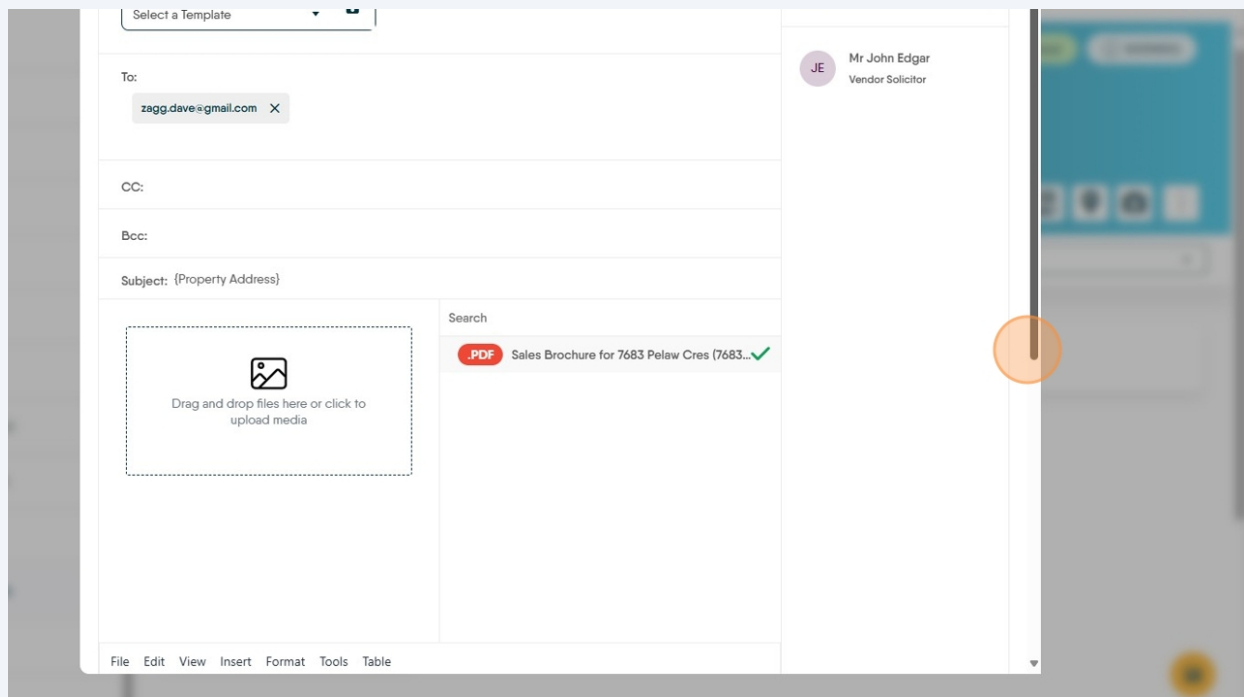 Select a Template
Mr John Edgar
JE
Vendor Solicitor
To:
zagg.dave@gmail.com
CC:
Bcc:
Subject: {Property Address}
Search
.PDF Sales Brochure for 7683 Pelaw Cres (7683...
Drag and drop files here or click to
upload media
File Edit View Insert Format Tools Table